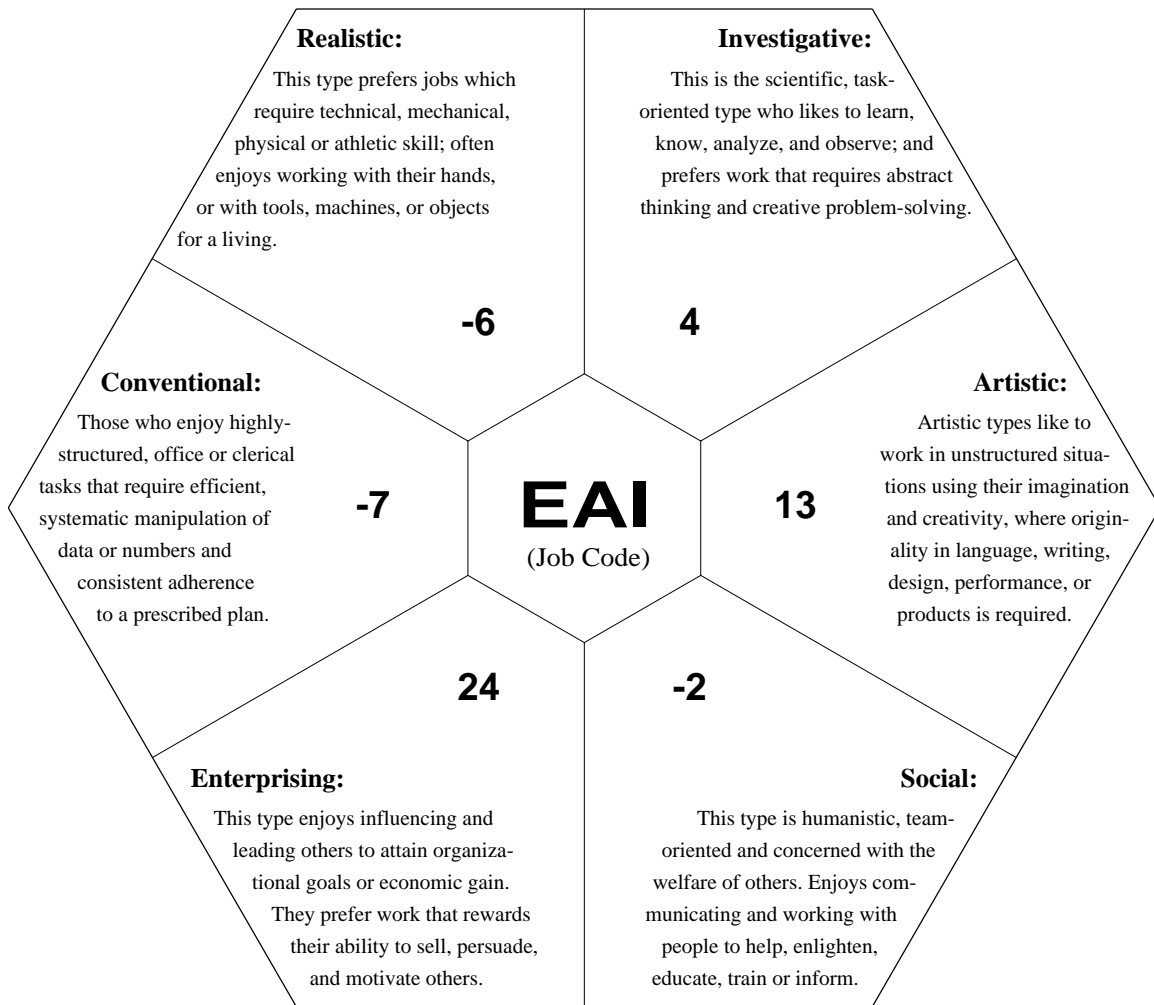 Realistic:
This type prefers jobs which
require technical, mechanical,
physical or athletic skill; often
enjoys working with their hands,
or with tools, machines, or objects
for a living.
-6
Investigative:
This is the scientific, task-
oriented type who likes to learn,
know, analyze, and observe; and
prefers work that requires abstract
thinking and creative problem-solving.
4
Conventional:
Those who enjoy highly-
structured, office or clerical
tasks that require efficient,
systematic manipulation of
data or numbers and
consistent adherence
to a prescribed plan.
-7
EAI
(Job Code)
13
Artistic:
Artistic types like to
work in unstructured situa-
tions using their imagination
and creativity, where origin-
ality in language, writing,
design, performance, or
products is required.
24
Enterprising:
This type enjoys influencing and
leading others to attain organiza-
tional goals or economic gain.
They prefer work that rewards
their ability to sell, persuade,
and motivate others.
-2
Social:
This type is humanistic, team-
oriented and concerned with the
welfare of others. Enjoys com-
municating and working with
people to help, enlighten,
educate, train or inform.